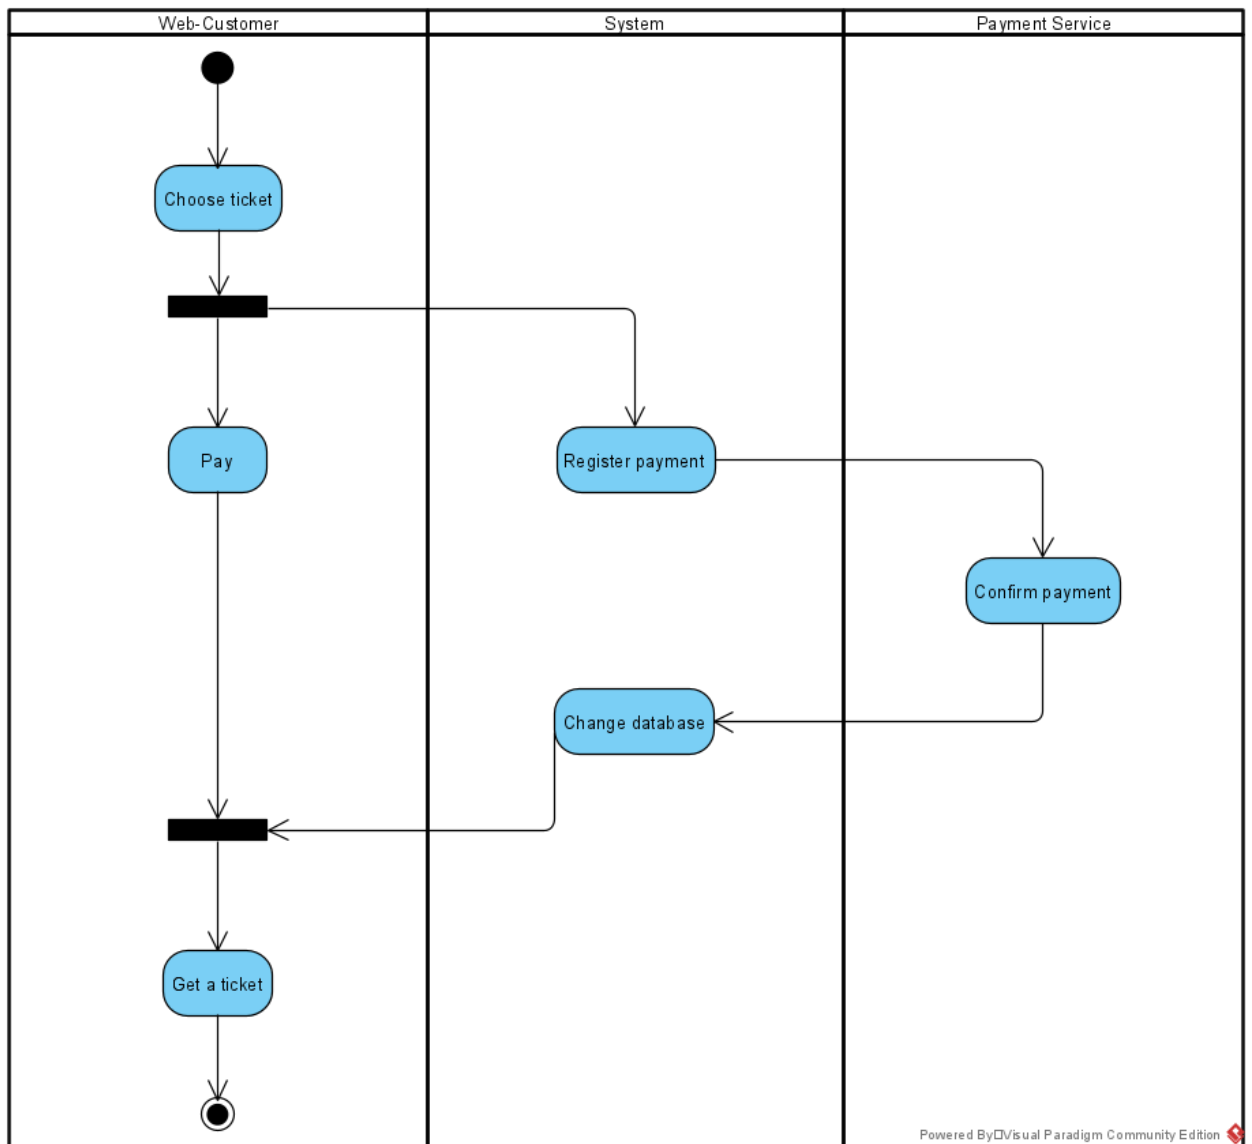 Web-Customer
System
Payment Service
Choose ticket
Pay
Register payment
Confirm payment
Change database
Get a ticket
Powered By□Visual Paradigm Community Edition